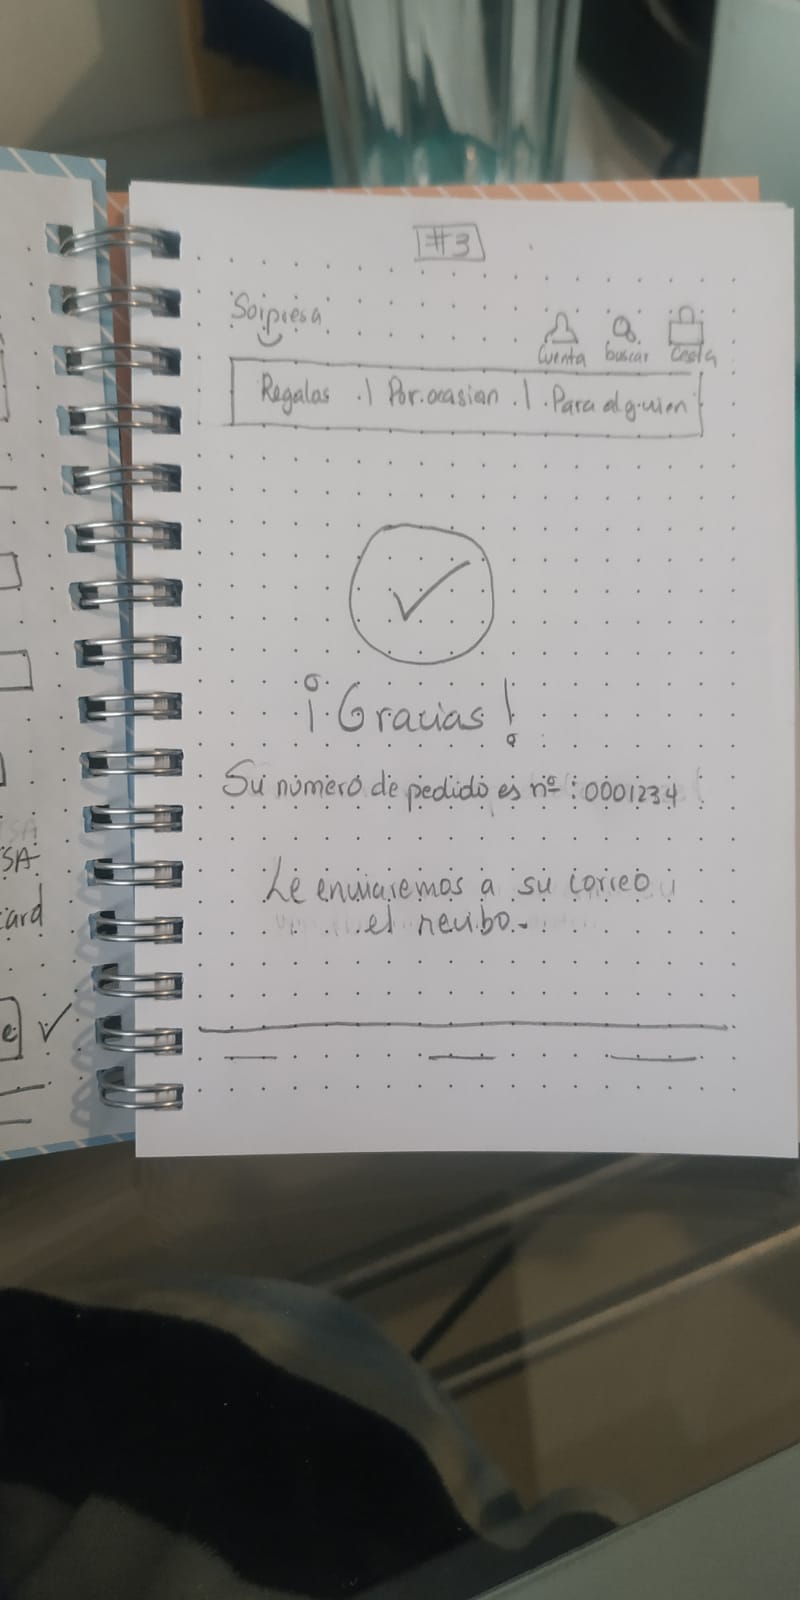 #3
Sorpresa
Cuenta buscar Cesta
Regalos | Por ocasion | Para alguien
¡Gracias!
Su número de pedido es nº: 0001234
Le enviaremos a su correo
el recibo.
SA
card
e